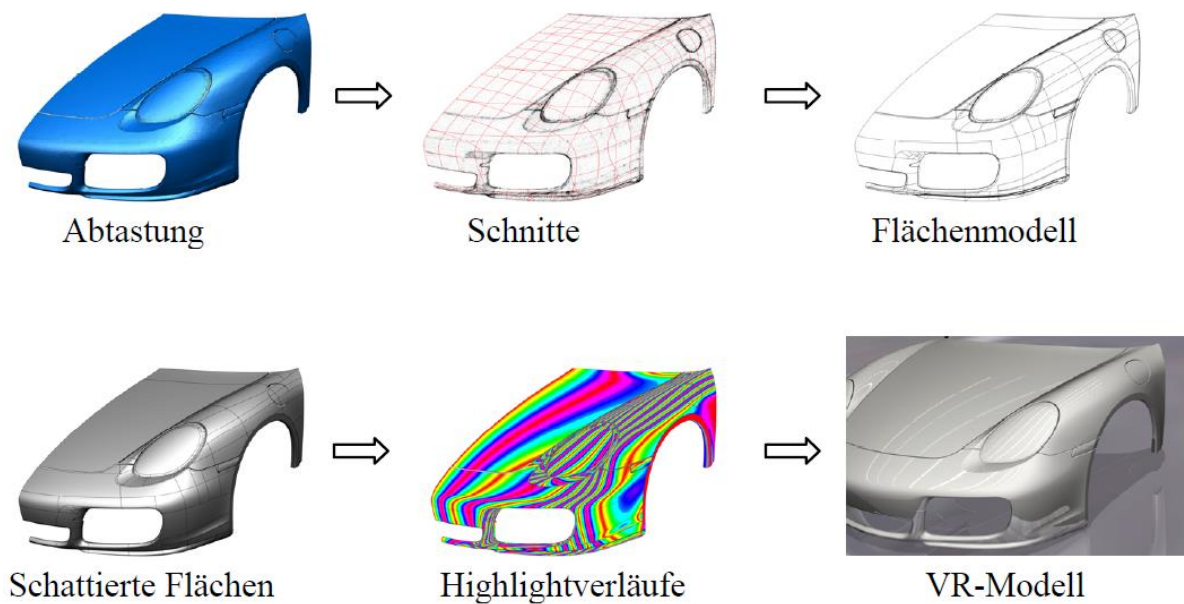 Abtastung
Schnitte
Flächenmodell
Schattierte Flächen
Highlightverläufe
VR-Modell